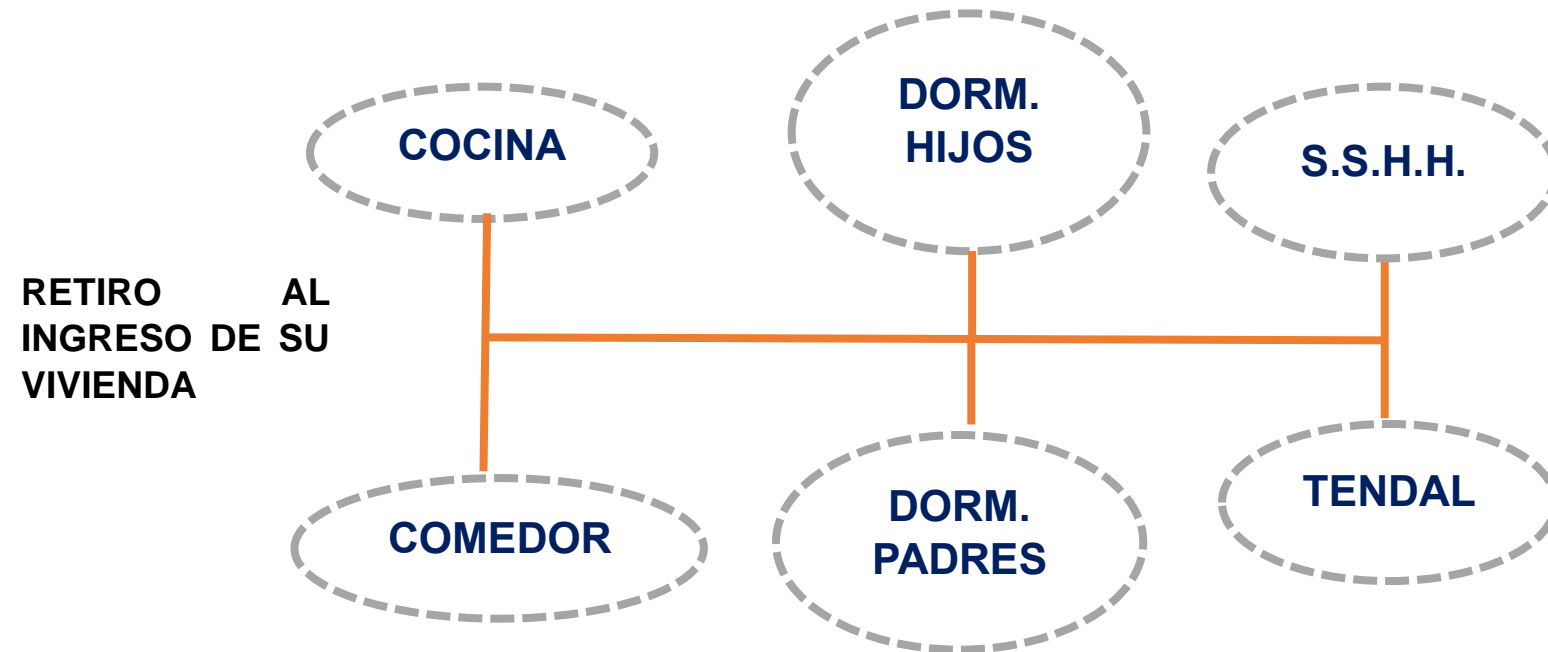 COCINA
DORM.
HIJOS
S.S.H.H.
RETIRO AL
INGRESO DE SU
VIVIENDA
COMEDOR
DORM.
PADRES
TENDAL